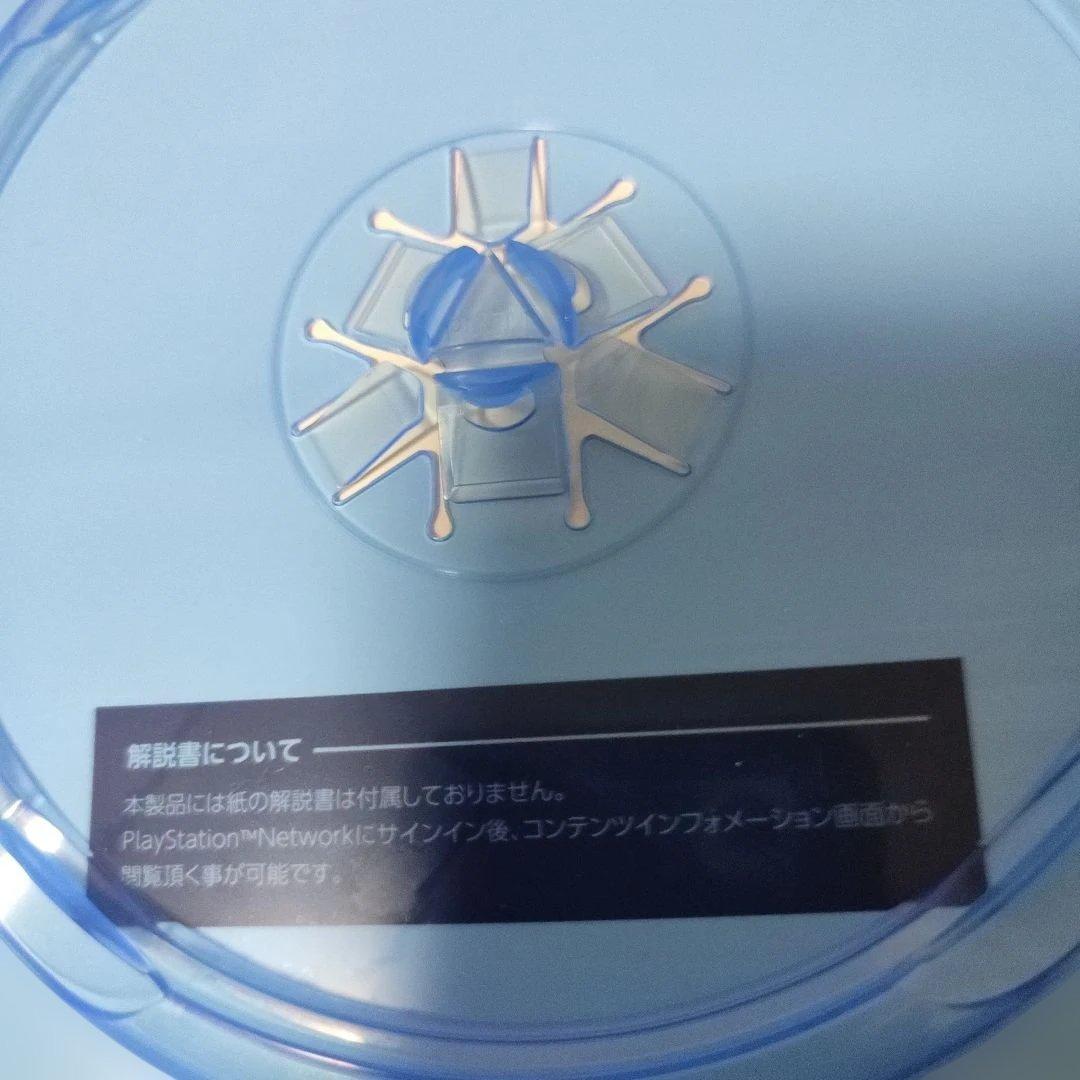 解説書について
本製品には紙の解説書は付属しておりません。
PlayStation™Networkにサインイン後、コンテンツインフォメーション画面から
閲覧頂く事が可能です。